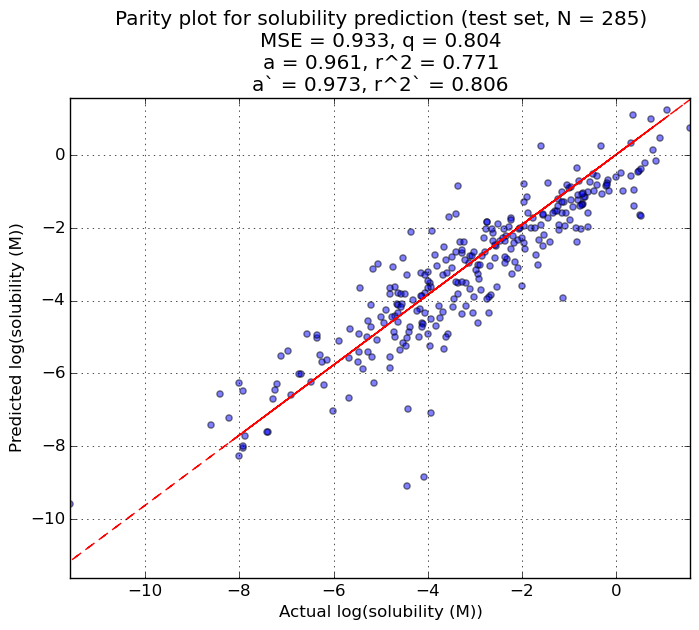 Parity plot for solubility prediction (test set, N = 285)
MSE = 0.933, q = 0.804
a = 0.961, r^2 = 0.771
a` = 0.973, r^2` = 0.806
0
−2
−4
−6
−8
−10
Predicted log(solubility (M))
−10
−8
−6
−4
−2
0
Actual log(solubility (M))